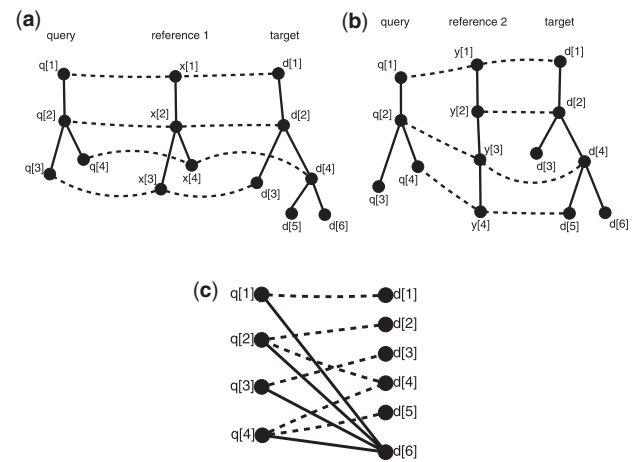 (a)
query reference 1 target
q[1] x[1] d[1]
q[2] x[2] d[2]
q[3] q[4] x[3] x[4] d[3] d[4]
d[5] d[6]
(b)
query reference 2 target
q[1] y[1] d[1]
q[2] y[2] d[2]
q[3] q[4] y[3] d[3] d[4]
y[4] d[5] d[6]
(c)
q[1] d[1]
q[2] d[2]
d[3]
q[3] d[4]
q[4] d[5]
d[6]